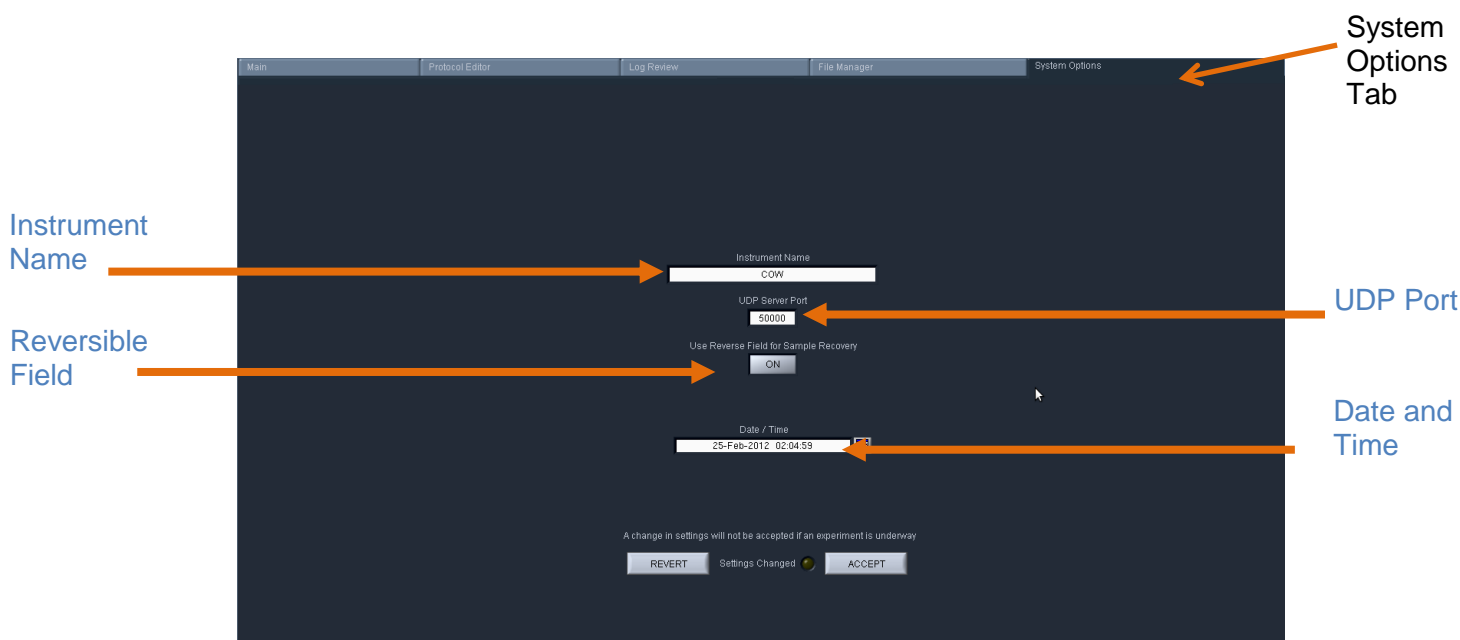 System
Options
Tab
Main
Protocol Editor
Log Review
File Manager
System Options
Instrument
Name
Instrument Name
COW
UDP Server Port
50000
UDP Port
Reversible
Field
Use Reverse Field for Sample Recovery
ON
Date and
Time
Date / Time
25-Feb-2012 02:04:59
A change in settings will not be accepted if an experiment is underway
REVERT
Settings Changed
ACCEPT